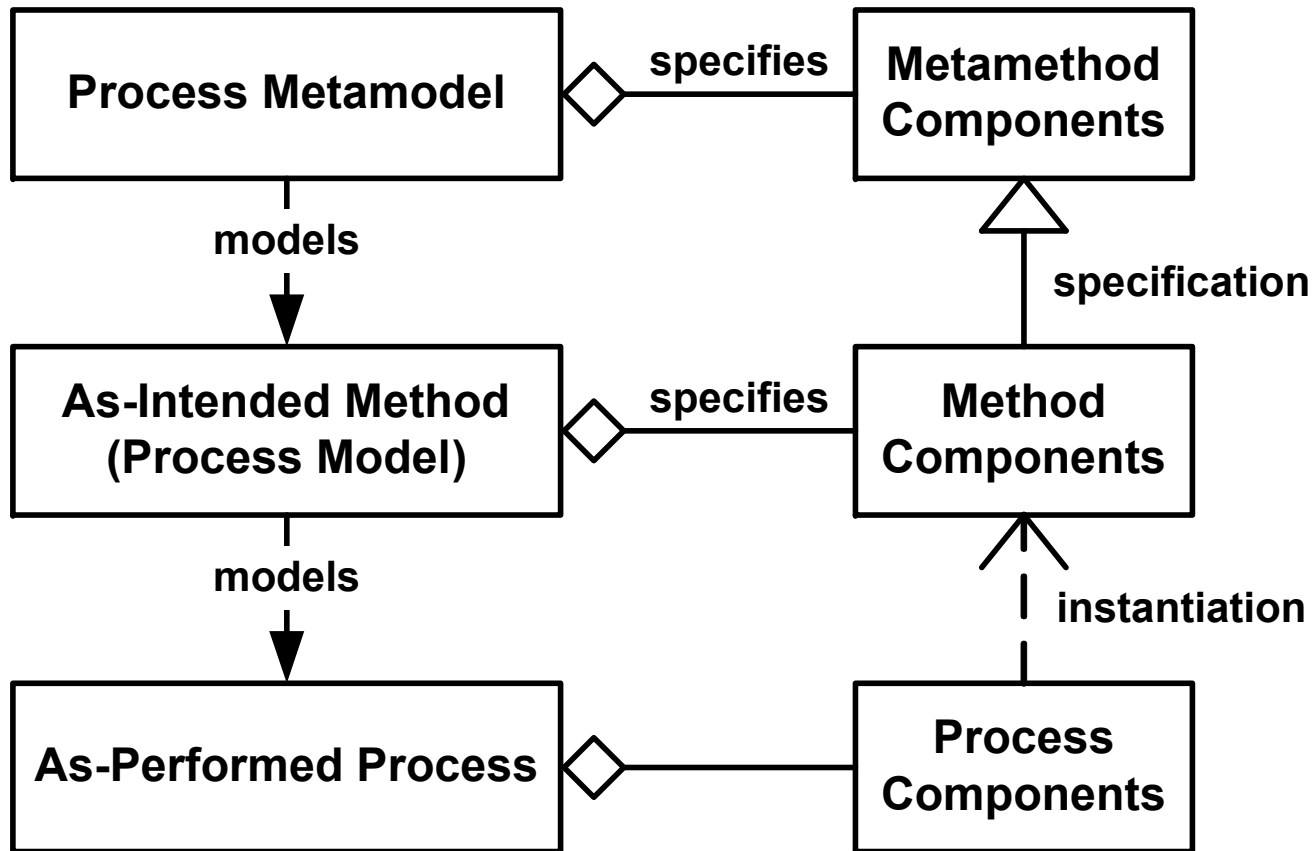 Process Metamodel
specifies
Metamethod
Components
models
specification
As-Intended Method
(Process Model)
specifies
Method
Components
models
instantiation
As-Performed Process
Process
Components